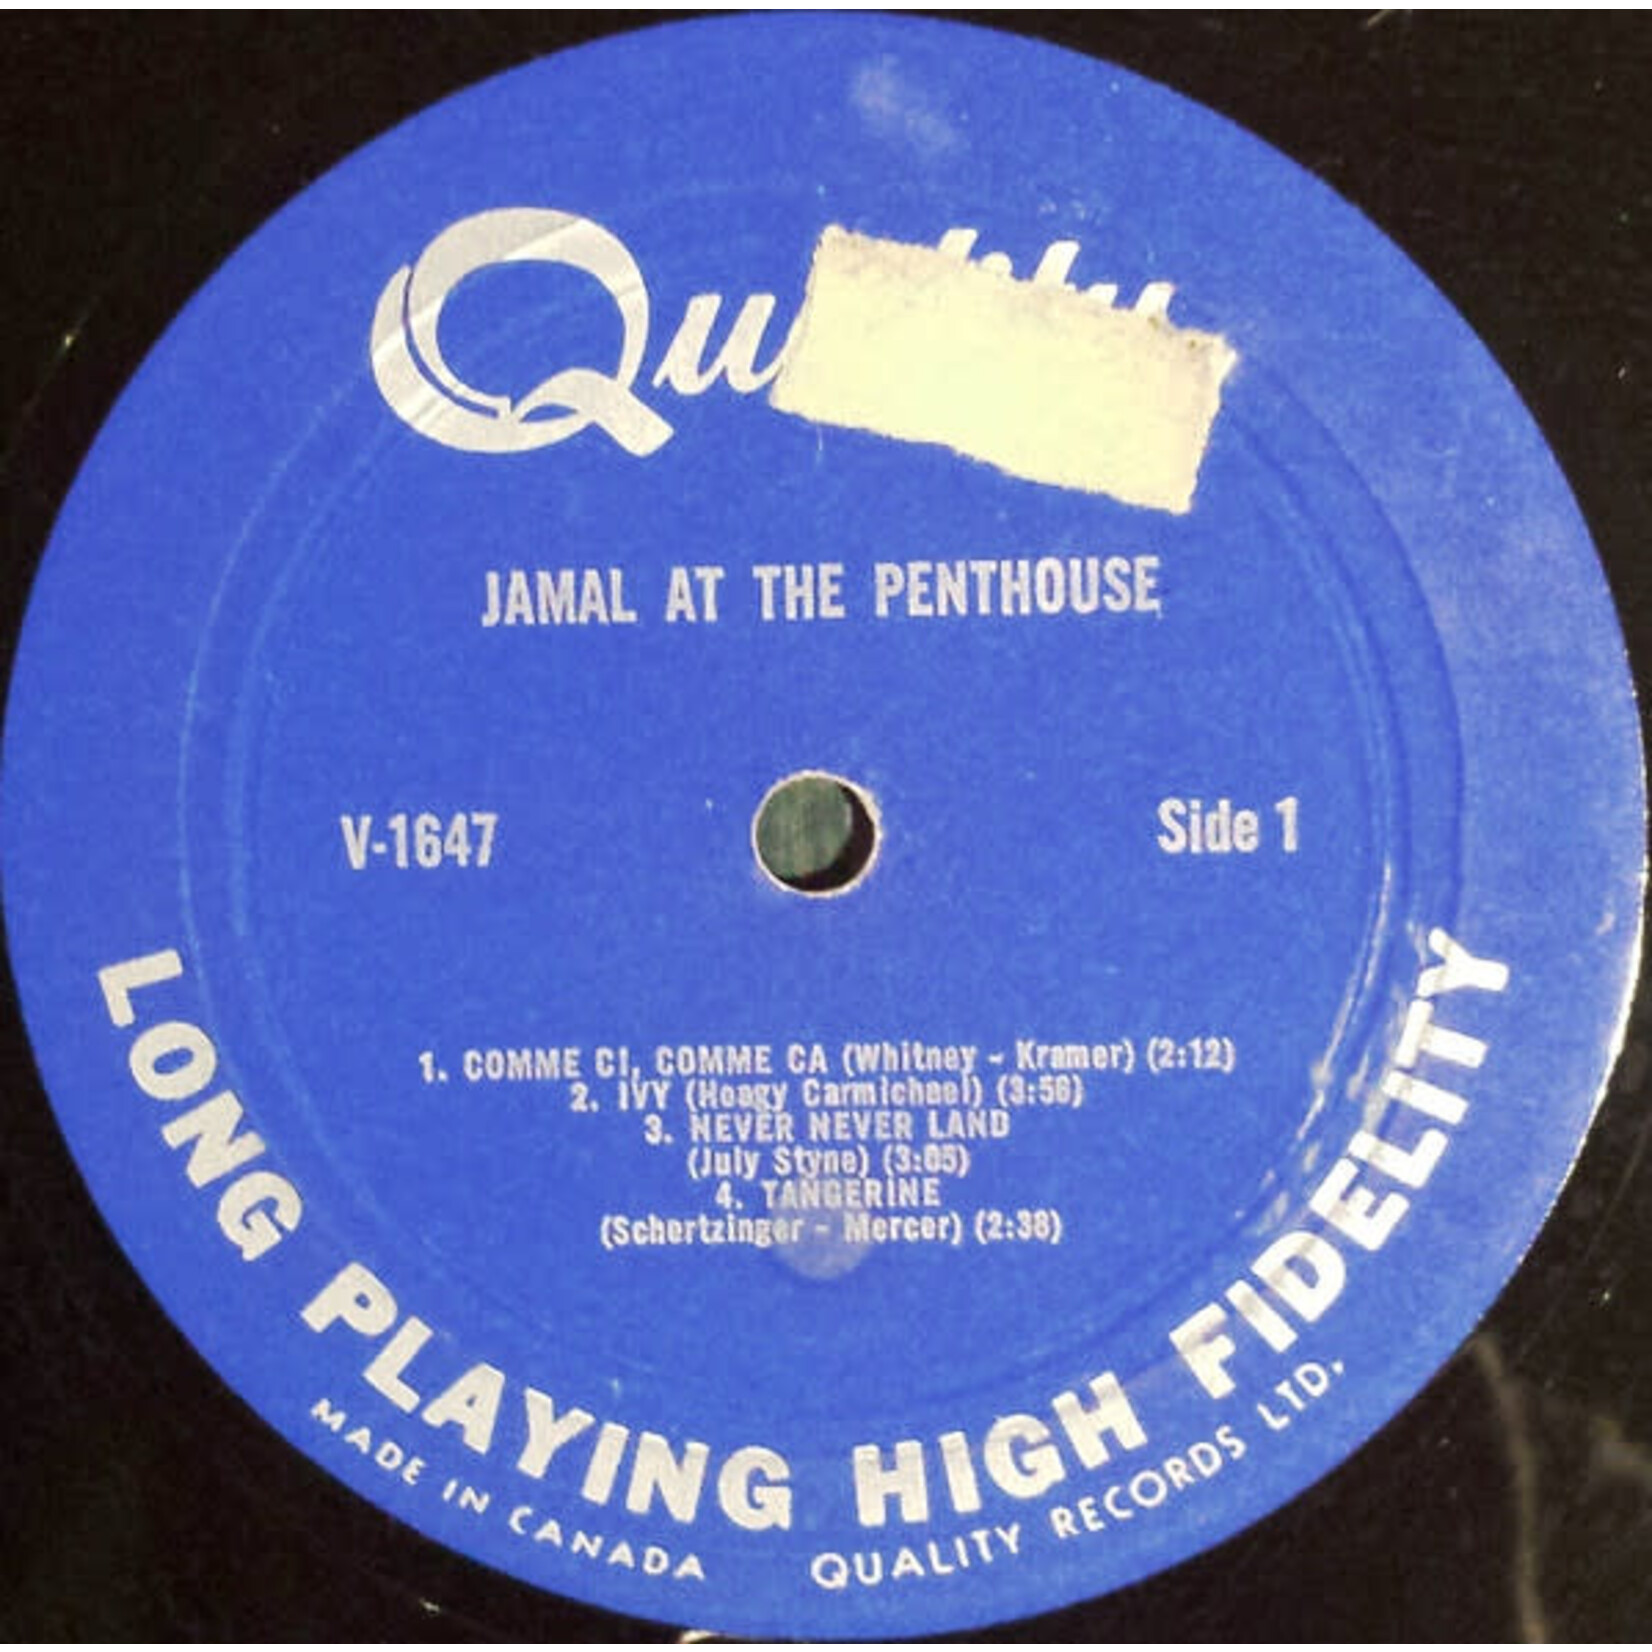 Quality
JAMAL AT THE PENTHOUSE
V-1647
Side 1
1. COMME CI, COMME CA (Whitney - Kramer) (2:12)
2. IVY (Hoagy Carmichael) (3:56)
3. NEVER NEVER LAND
(July Styne) (3:05)
4. TANGERINE
(Schertzinger - Mercer) (2:38)
LONG PLAYING HIGH FIDELITY
MADE IN CANADA QUALITY RECORDS LTD.